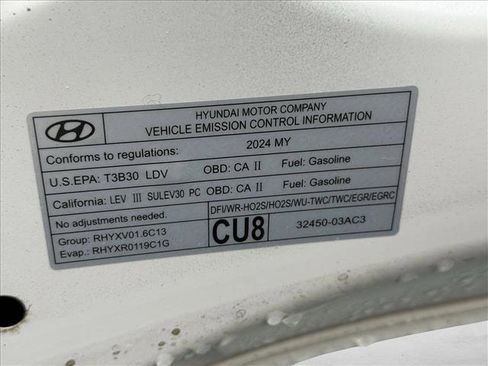 HYUNDAI MOTOR COMPANY
VEHICLE EMISSION CONTROL INFORMATION
Conforms to regulations: 2024 MY
U.S.EPA: T3B30 LDV OBD: CA II Fuel: Gasoline
California: LEV III SULEV30 PC OBD: CA II Fuel: Gasoline
No adjustments needed. DFI/WR-HO2S/HO2S/WU-TWC/TWC/EGR/EGRC
Group: RHYXV01.6C13 CU8 32450-03AC3
Evap.: RHYXR0119C1G